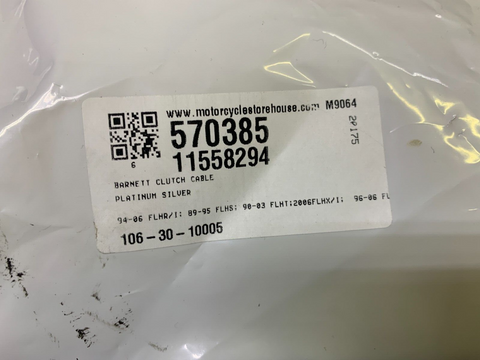 www.motorcyclestorehouse.com M9064
570385
11558294
6
BARNETT CLUTCH CABLE
PLATINUM SILVER
94-06 FLHR/I: 89-95 FLHS: 90-03 FLHT:2006FLHX/I: 96-06 FL
106-30-10005